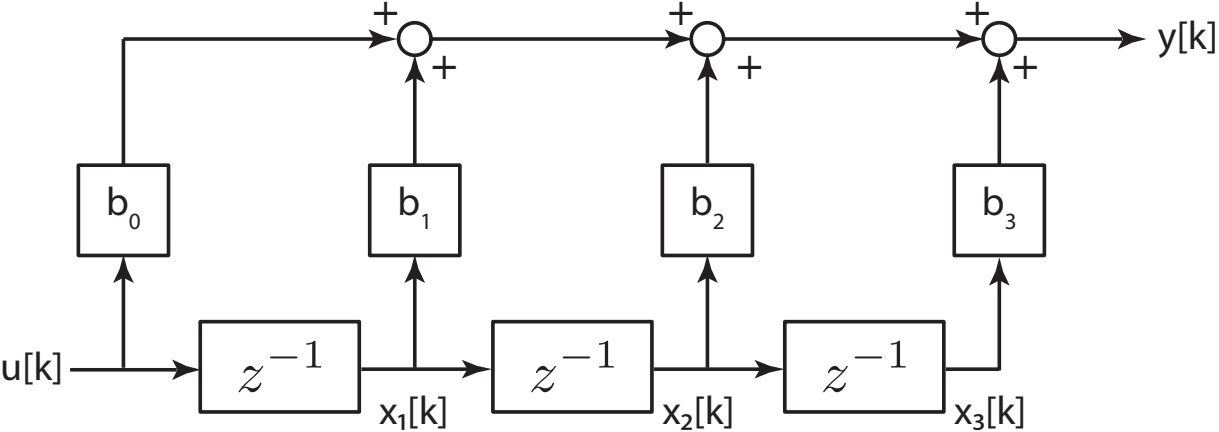 + + +
y[k]
+ + +
b₀ b₁ b₂ b₃
u[k] z⁻¹ z⁻¹ z⁻¹
x₁[k] x₂[k] x₃[k]